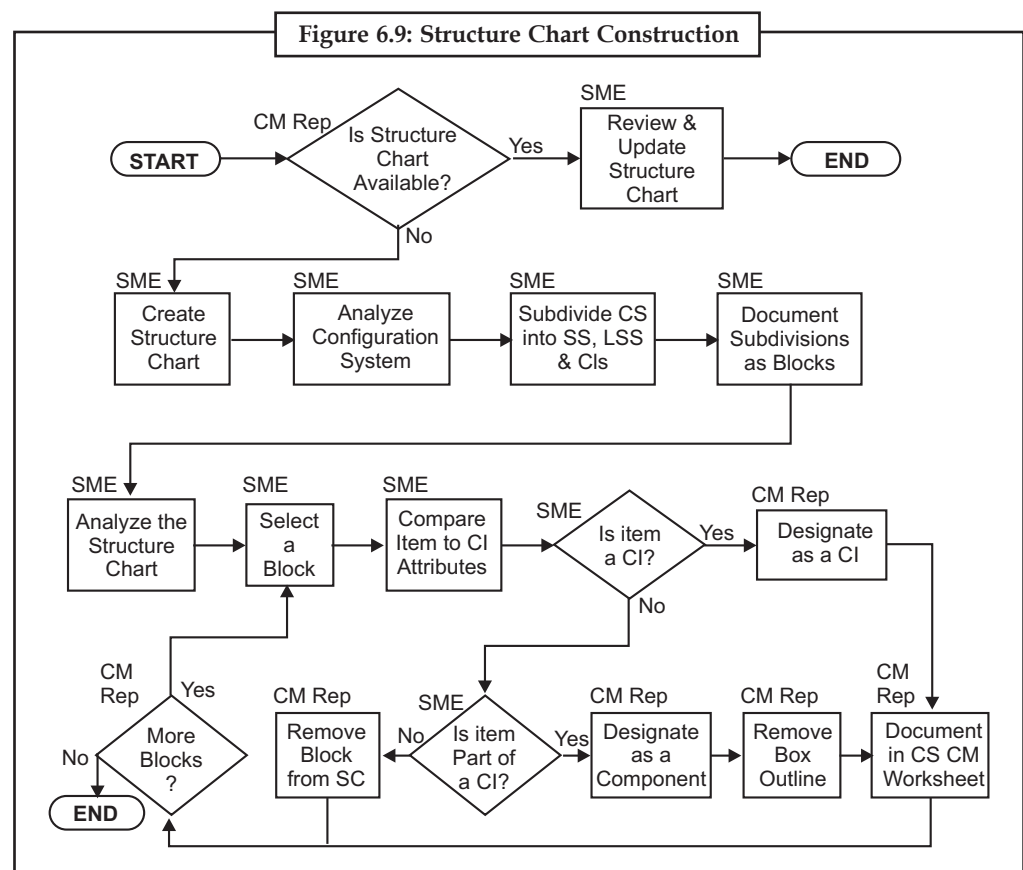 Figure 6.9: Structure Chart Construction
CM Rep
START
Is Structure
Chart
Available?
Yes
SME
Review &
Update
Structure
Chart
END
No
SME
Create
Structure
Chart
SME
Analyze
Configuration
System
SME
Subdivide CS
into SS, LSS
& CIs
SME
Document
Subdivisions
as Blocks
SME
Analyze the
Structure
Chart
SME
Select
a
Block
SME
Compare
Item to CI
Attributes
SME
Is item
a CI?
Yes
CM Rep
Designate
as a CI
No
CM
Rep
Yes
More
Blocks
?
No
END
CM Rep
Remove
Block
from SC
No
SME
Is item
Part of
a CI?
Yes
CM Rep
Designate
as a
Component
CM Rep
Remove
Box
Outline
CM
Rep
Document
in CS CM
Worksheet